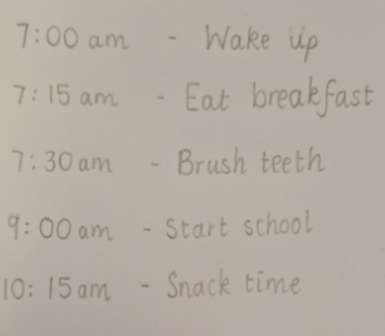 7:00 am - Wake up
7:15 am - Eat breakfast
7:30 am - Brush teeth
9:00 am - Start school
10:15 am - Snack time